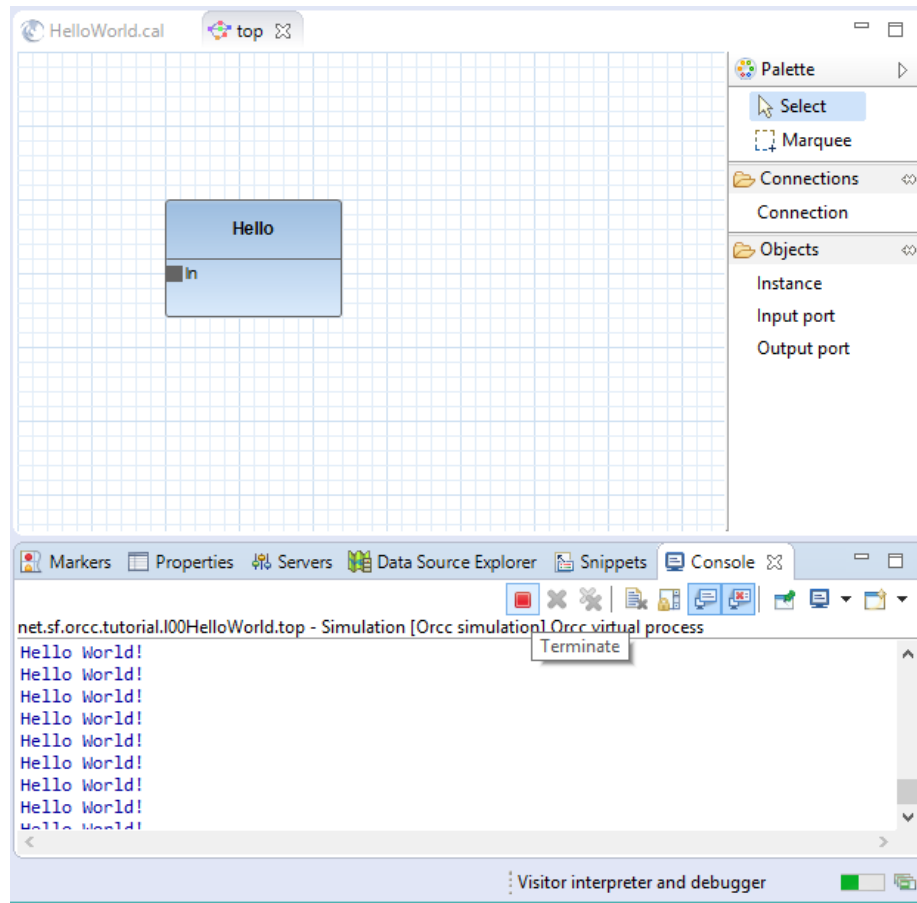 HelloWorld.cal top
Palette
Select
Marquee
Connections
Connection
Objects
Instance
Input port
Output port
Hello
In
Markers Properties Servers Data Source Explorer Snippets Console
net.sf.orcc.tutorial.l00HelloWorld.top - Simulation [Orcc simulation] Orcc virtual process
Terminate
Hello World!
Hello World!
Hello World!
Hello World!
Hello World!
Hello World!
Hello World!
Hello World!
Hello World!
Visitor interpreter and debugger